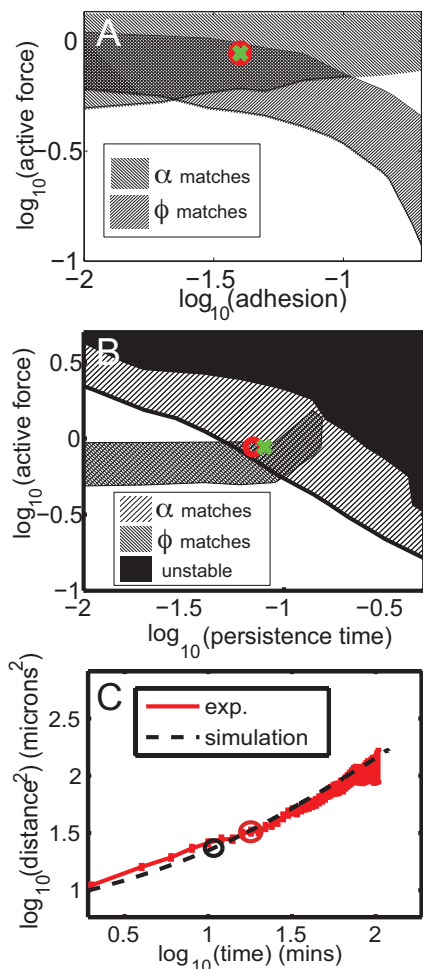 A
log10(active force)
0
−0.5
−1
α matches
φ matches
−2
−1.5
−1
log10(adhesion)
B
log10(active force)
0.5
0
−0.5
−1
α matches
φ matches
unstable
−2
−1.5
−1
−0.5
log10(persistence time)
C
log10(distance²) (microns²)
2.5
2
1.5
1
exp.
simulation
0.5
1
1.5
2
log10(time) (mins)